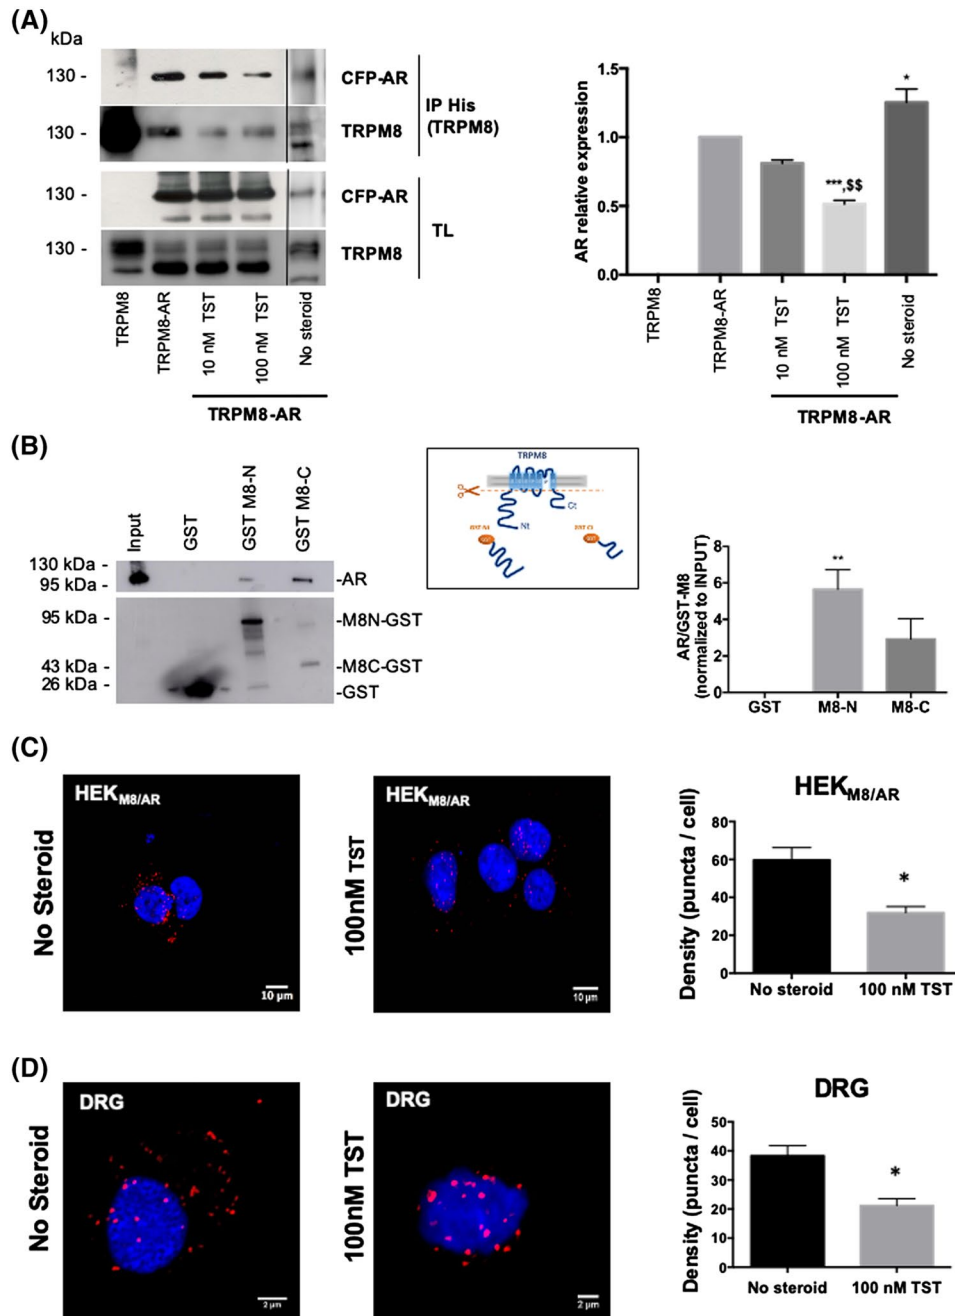 (A)
kDa
130 -
CFP-AR
130 -
TRPM8
IP His
(TRPM8)
130 -
CFP-AR
130 -
TRPM8
TL
TRPM8
TRPM8-AR
10 nM TST
100 nM TST
No steroid
TRPM8-AR
AR relative expression
1.5
1.0
0.5
0.0
*
***,$$
TRPM8
TRPM8-AR
10 nM TST
100 nM TST
No steroid
TRPM8-AR
(B)
Input
GST
GST M8-N
GST M8-C
130 kDa -
95 kDa -
-AR
95 kDa -
-M8N-GST
43 kDa -
-M8C-GST
26 kDa -
-GST
TRPM8
Ct
Nt
AR/GST-M8
(normalized to INPUT)
8
6
4
2
0
**
GST M8-N M8-C
(C)
No Steroid
HEKM8/AR
10 µm
100nM TST
HEKM8/AR
10 µm
HEKM8/AR
Density (puncta / cell)
80
60
40
20
0
*
No steroid 100 nM TST
(D)
No Steroid
DRG
2 µm
100nM TST
DRG
2 µm
DRG
Density (puncta / cell)
50
40
30
20
10
0
*
No steroid 100 nM TST